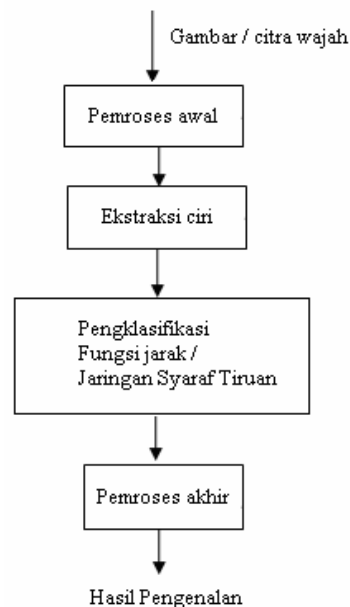 Gambar / citra wajah
Pemroses awal
Ekstraksi ciri
Pengklasifikasi
Fungsi jarak /
Jaringan Syaraf Tiruan
Pemroses akhir
Hasil Pengenalan